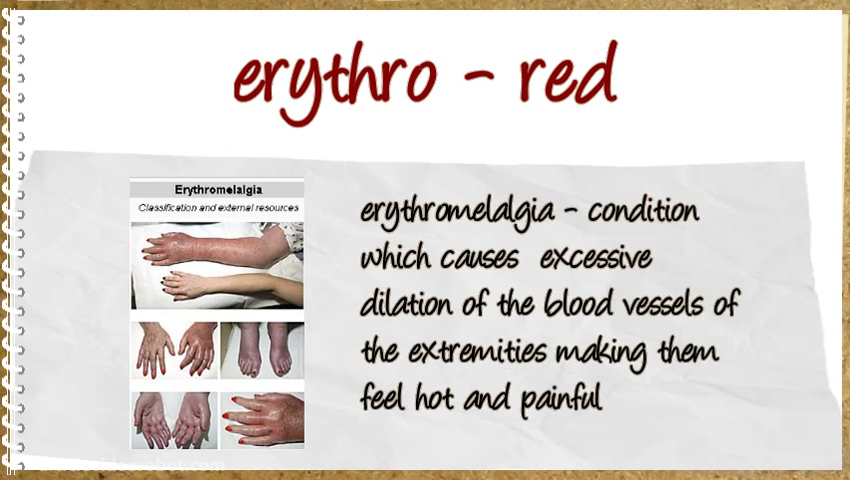 erythro - red
Erythromelalgia
Classification and external resources
erythromelalgia - condition
which causes excessive
dilation of the blood vessels of
the extremities making them
feel hot and painful